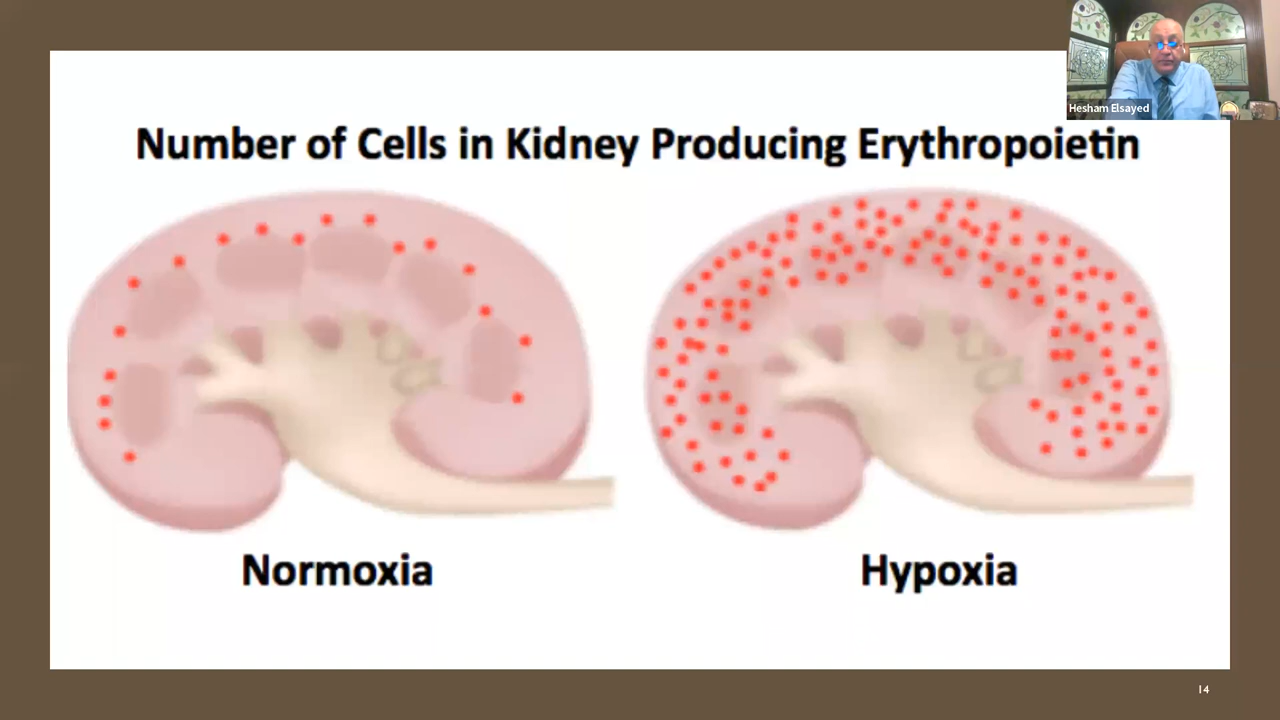 Hesham Elsayed
Number of Cells in Kidney Producing Erythropoietin
Normoxia
Hypoxia
14